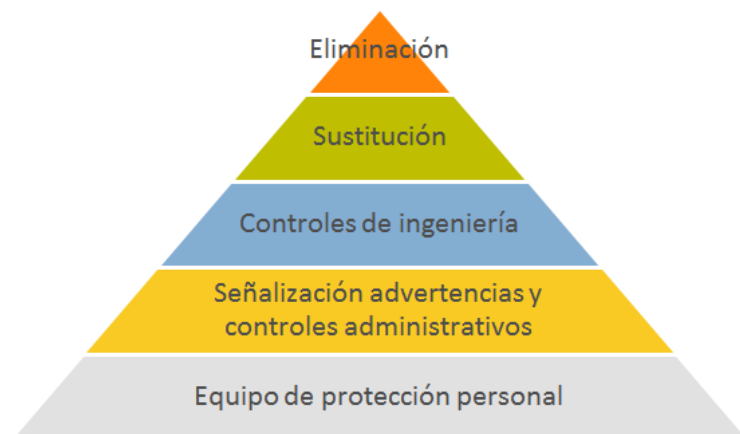 Eliminación
Sustitución
Controles de ingeniería
Señalización advertencias y
controles administrativos
Equipo de protección personal